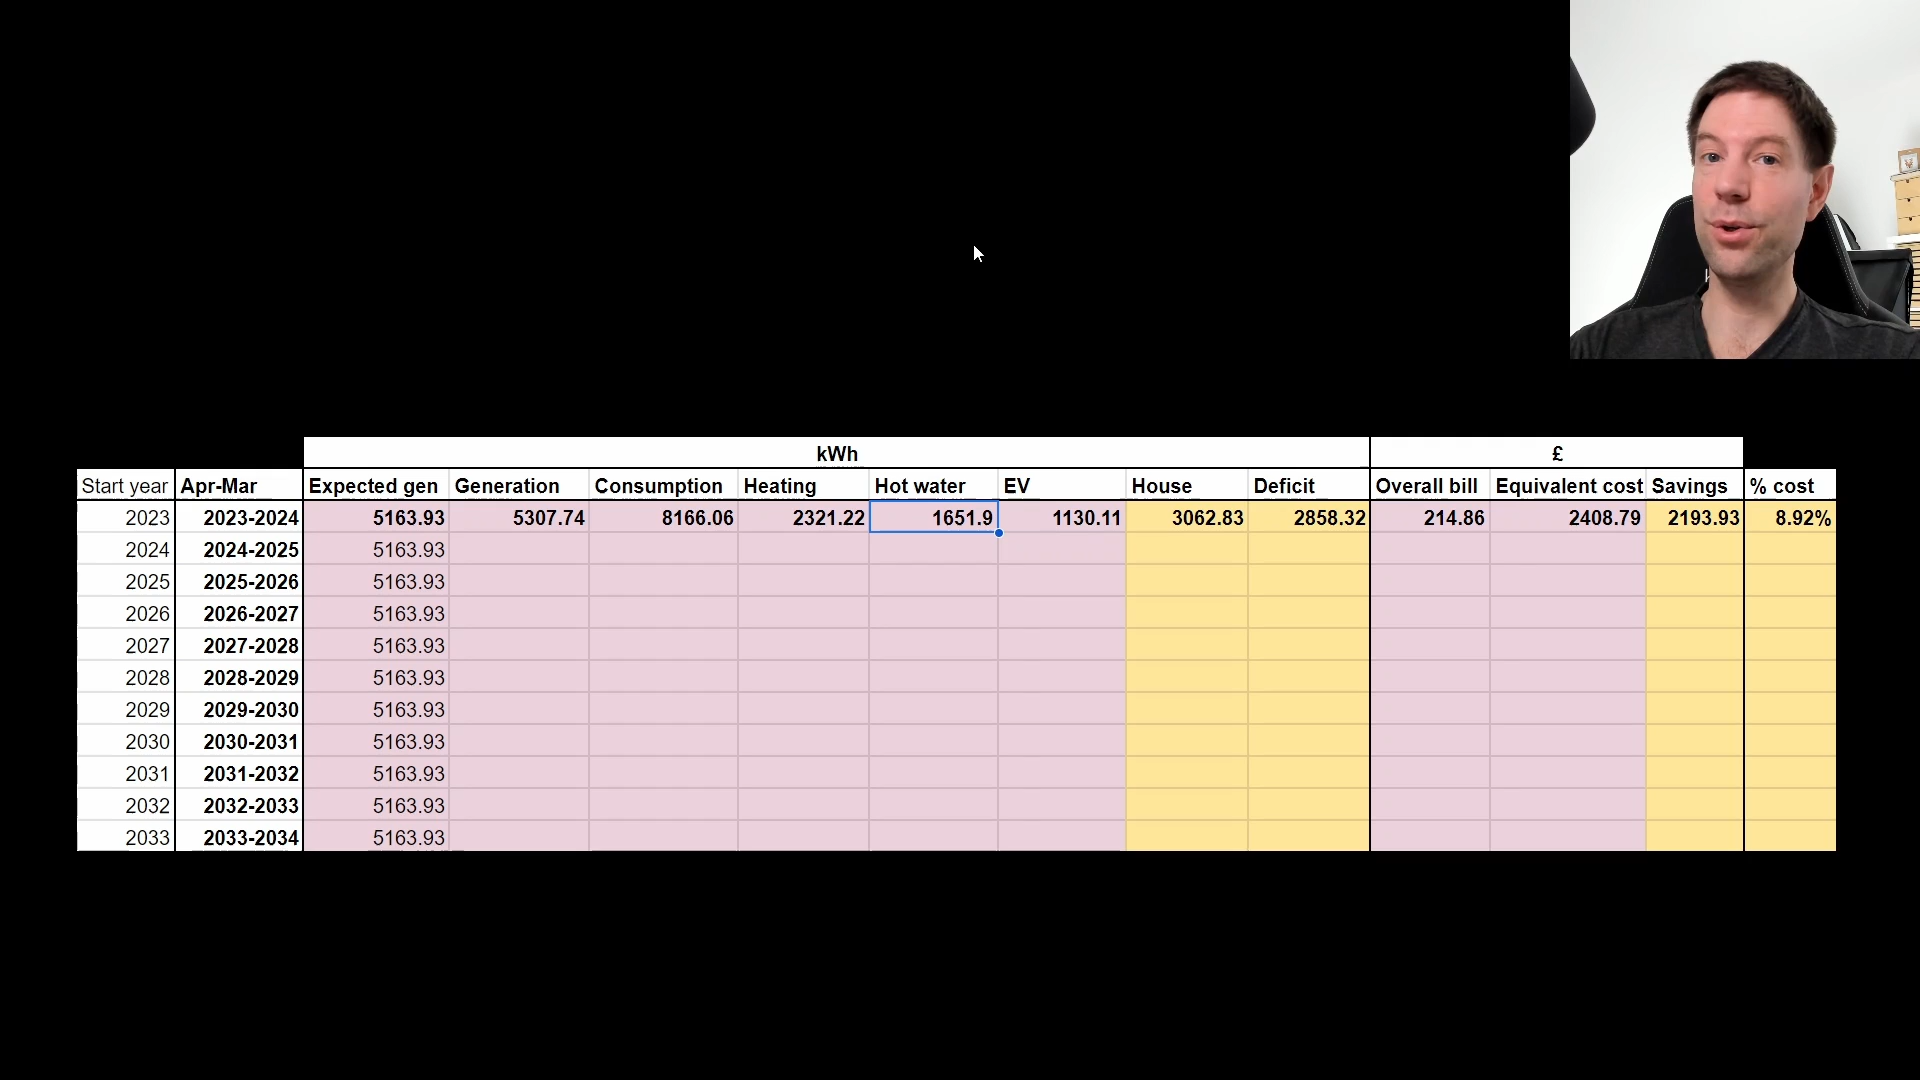 kWh £
Start year Apr-Mar Expected gen Generation Consumption Heating Hot water EV House Deficit Overall bill Equivalent cost Savings % cost
2023 2023-2024 5163.93 5307.74 8166.06 2321.22 1651.9 1130.11 3062.83 2858.32 214.86 2408.79 2193.93 8.92%
2024 2024-2025 5163.93
2025 2025-2026 5163.93
2026 2026-2027 5163.93
2027 2027-2028 5163.93
2028 2028-2029 5163.93
2029 2029-2030 5163.93
2030 2030-2031 5163.93
2031 2031-2032 5163.93
2032 2032-2033 5163.93
2033 2033-2034 5163.93